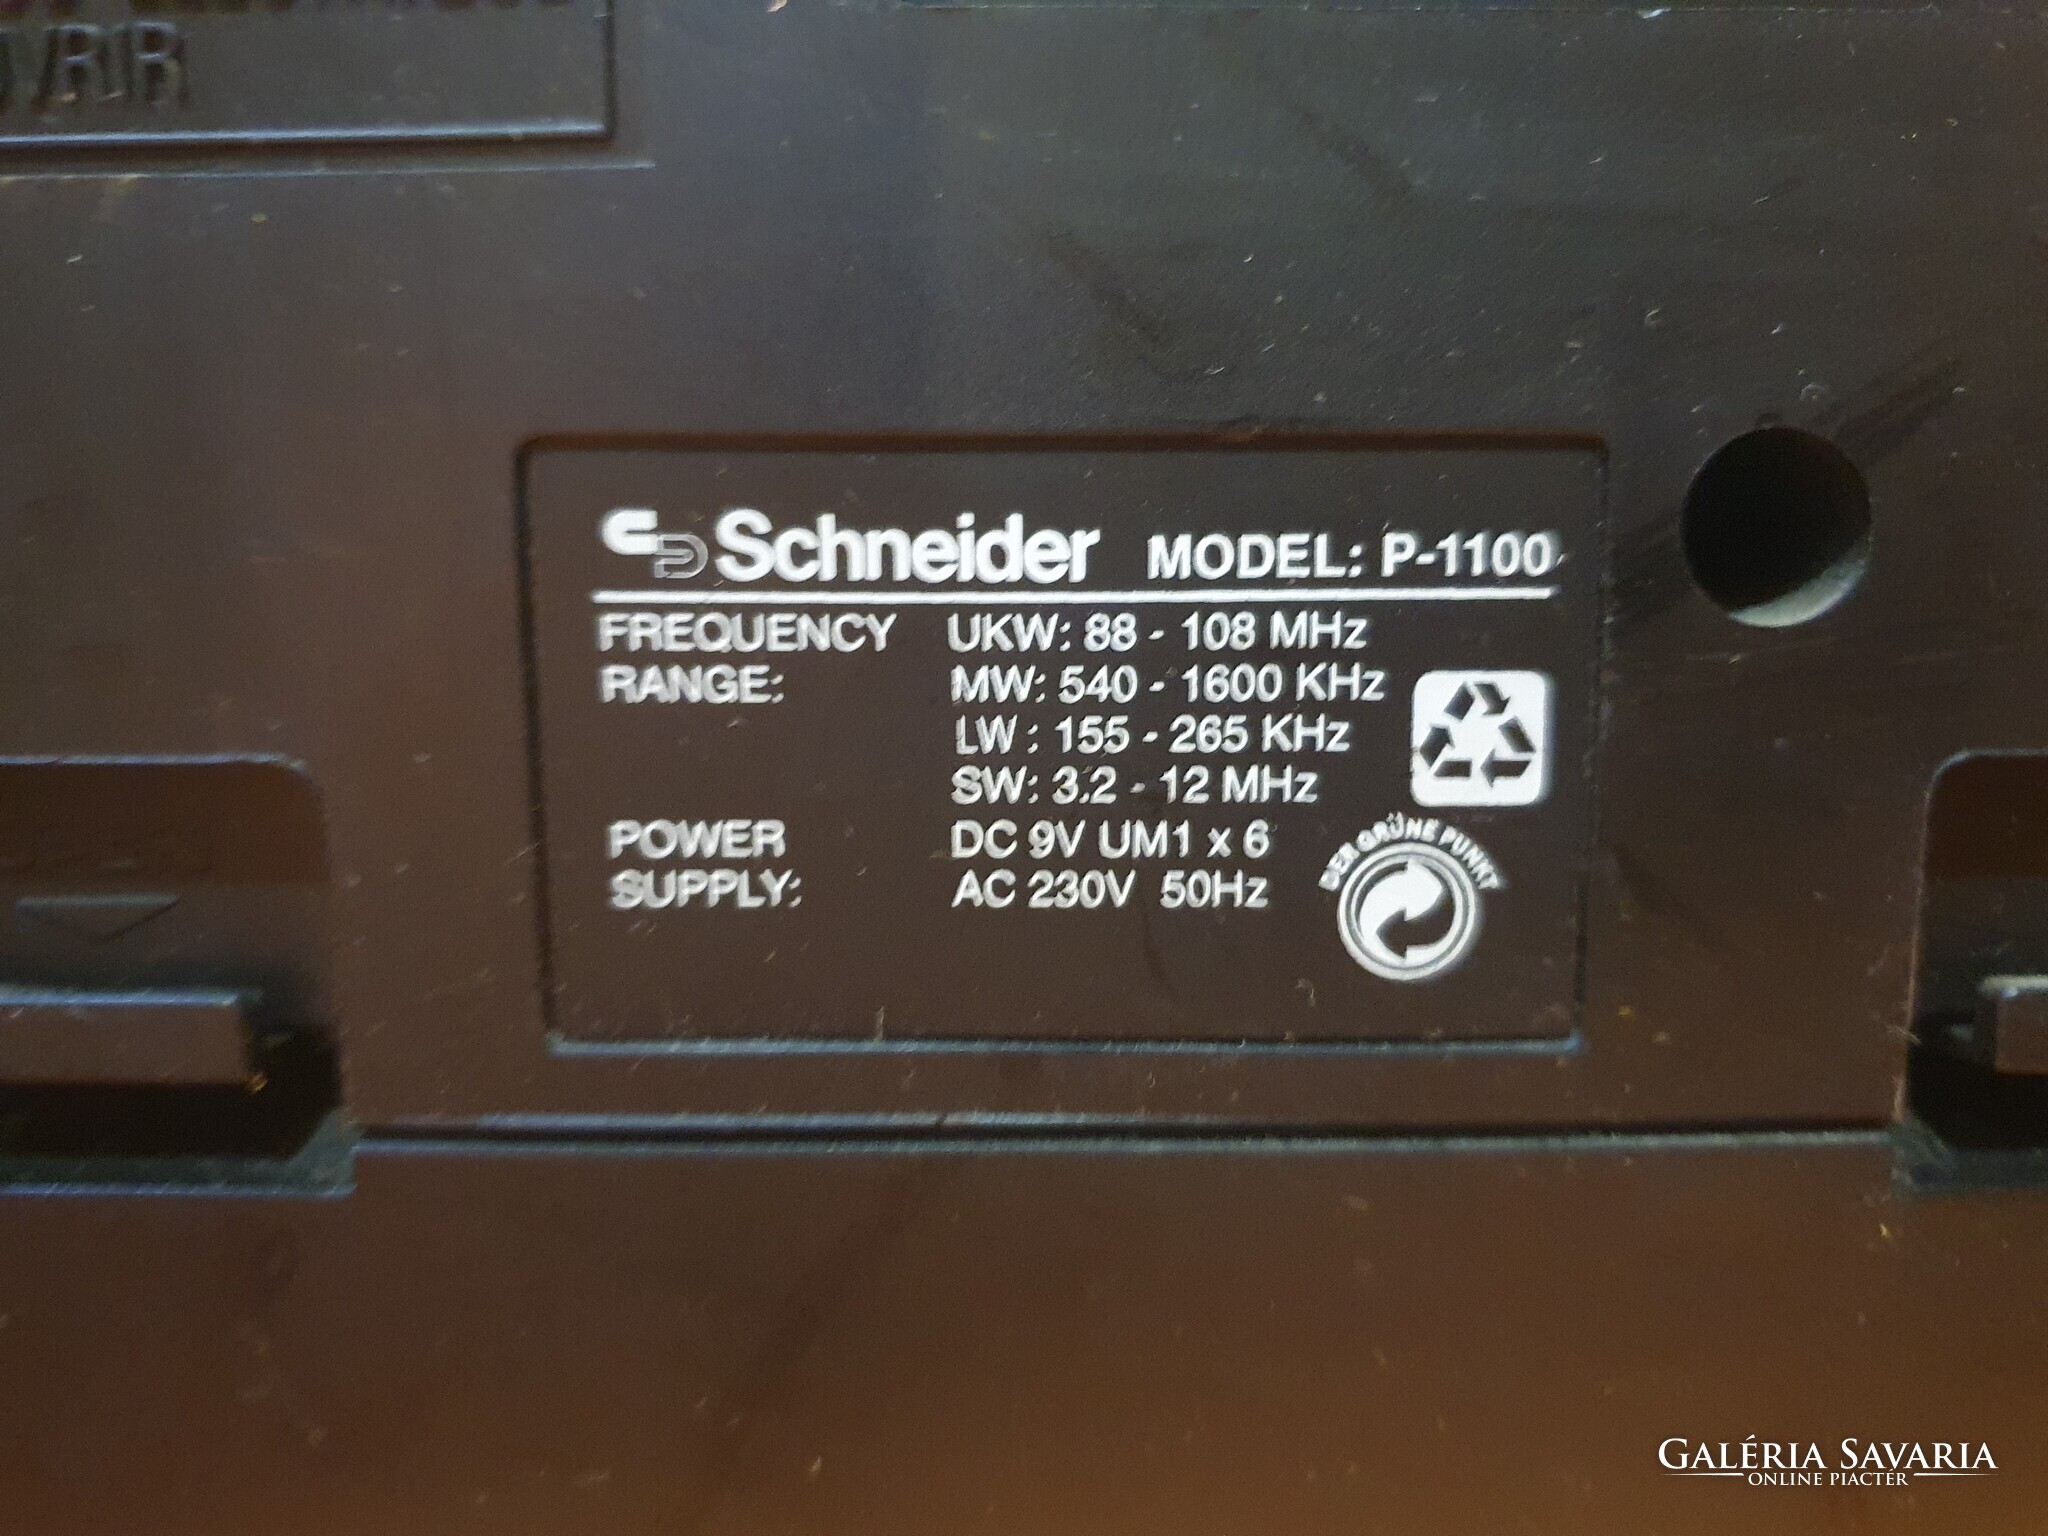 Schneider MODEL: P-1100
FREQUENCY UKW: 88 - 108 MHz
RANGE: MW: 540 - 1600 KHz
LW : 155 - 265 KHz
SW: 3.2 - 12 MHz
POWER DC 9V UM1 x 6
SUPPLY: AC 230V 50Hz
DER GRÜNE PUNKT
GALÉRIA SAVARIA
ONLINE PIACTÉR